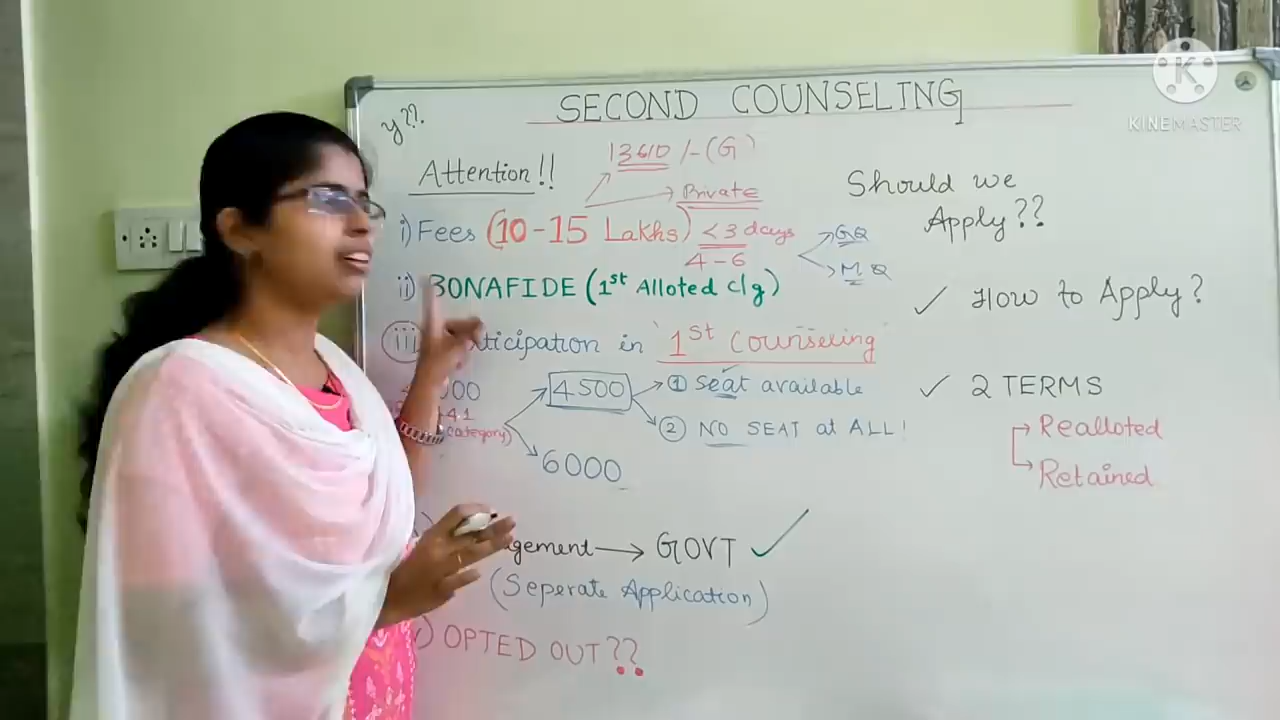 SECOND COUNSELING
y??.
Attention!!
13610/-(G)
Private
i) Fees (10-15 Lakhs) <3 days
4-6
GQ
MQ
ii) BONAFIDE (1st Alloted clg)
iii) in "1st Counseling"
4500
① Seat available
② NO SEAT at ALL!
category)
6000
→ GOVT ✓
(Seperate Application)
OPTED OUT??
Should we
Apply??
✓ How to Apply?
✓ 2 TERMS
→ Realloted
→ Retained
KINEMASTER